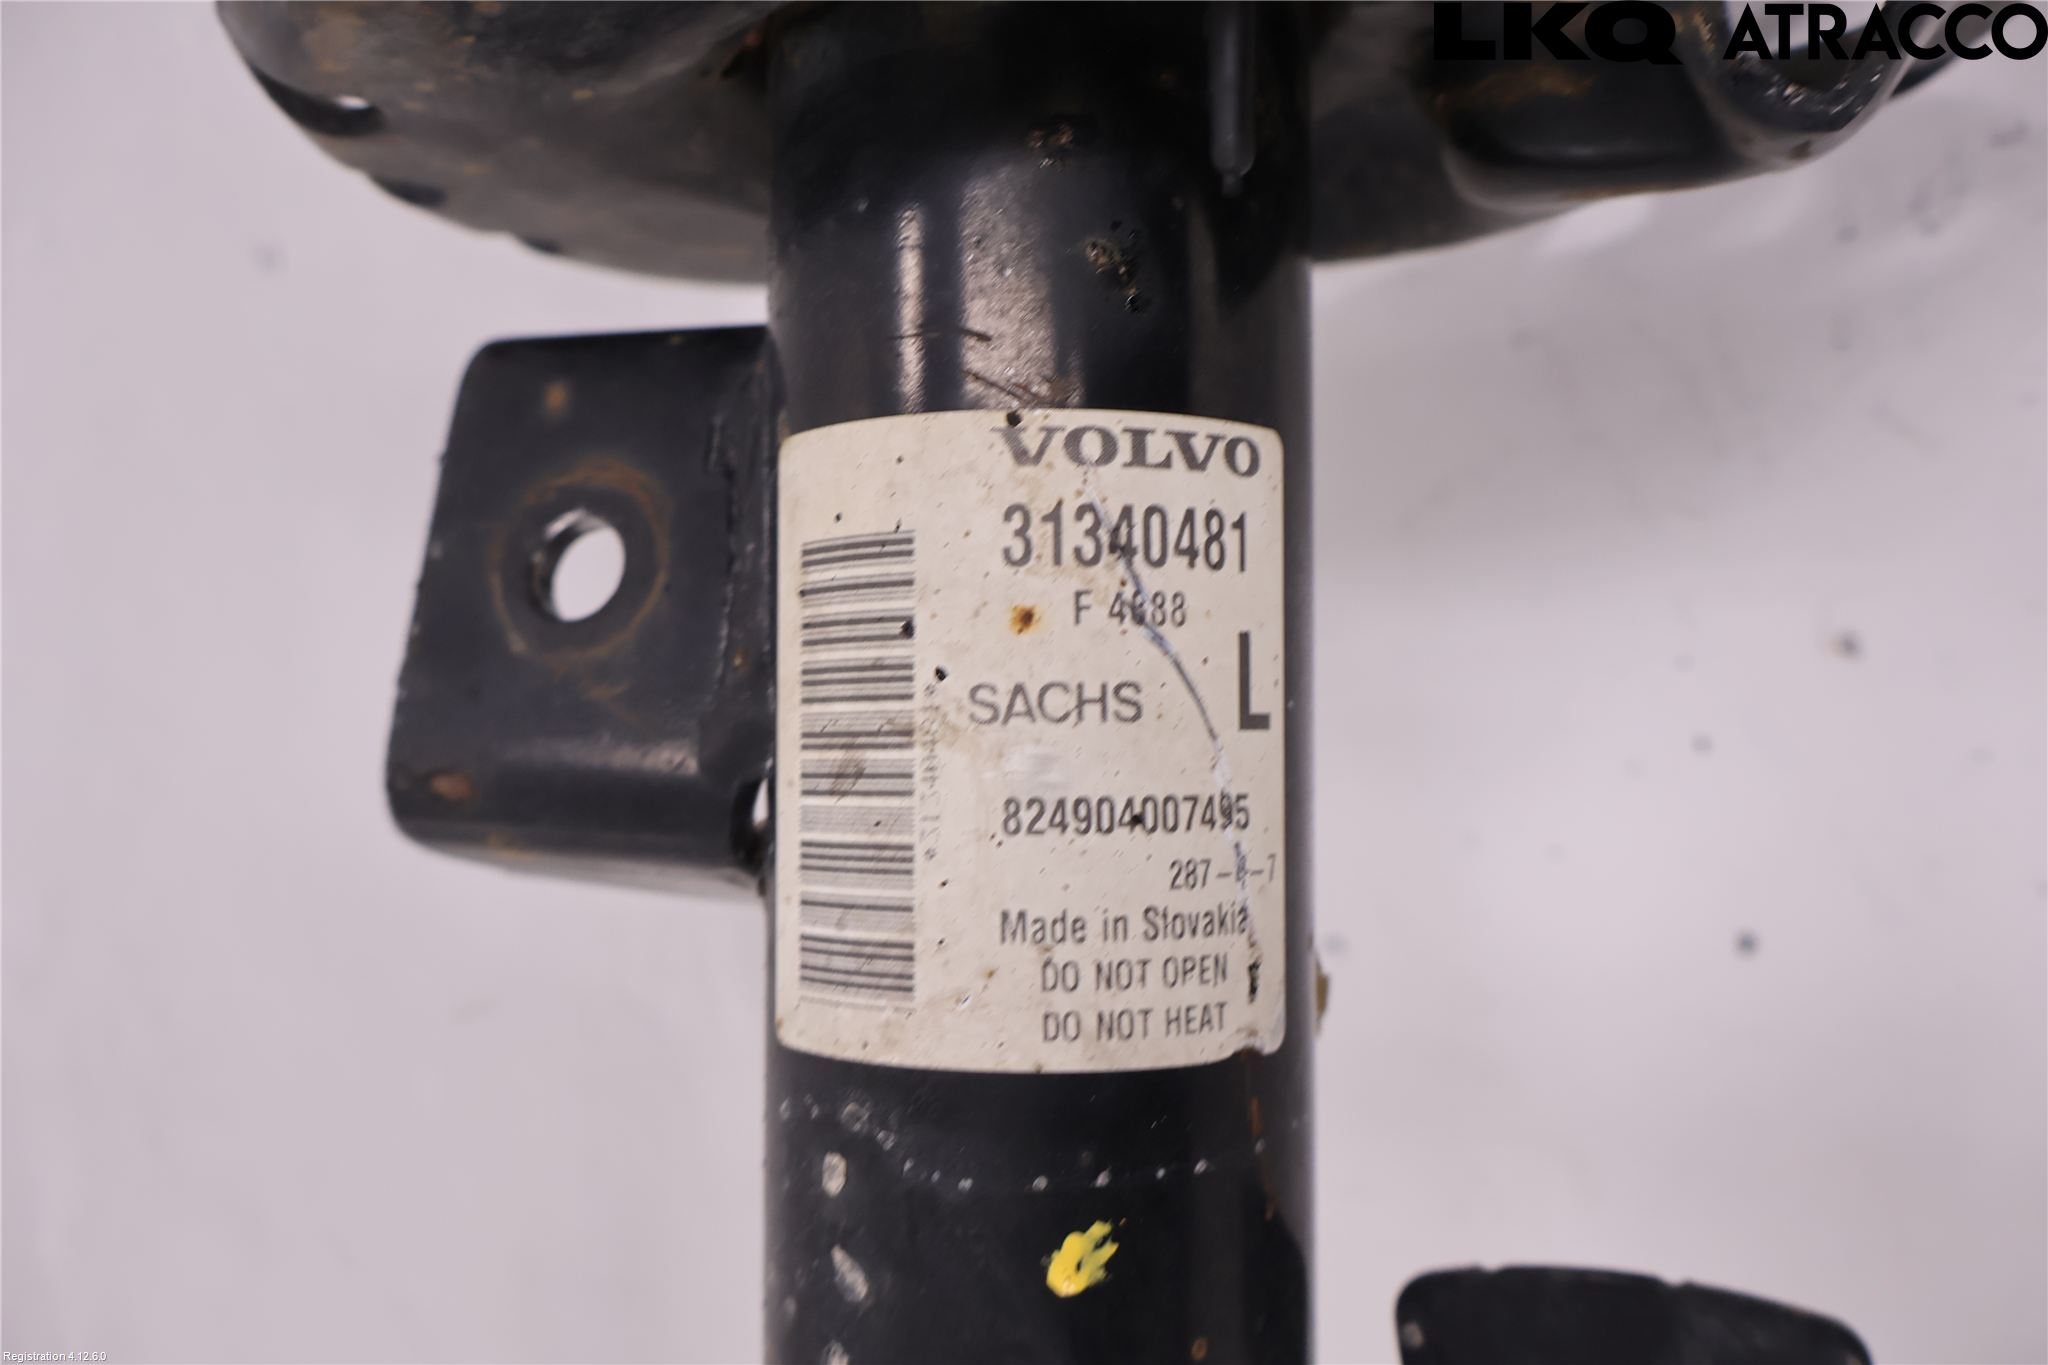 LKQ ATRACCO
VOLVO
31340481
F 4688
L
SACHS
824904007495
287-
Made in Slovakia
DO NOT OPEN
DO NOT HEAT
Registration 4.12.6.0